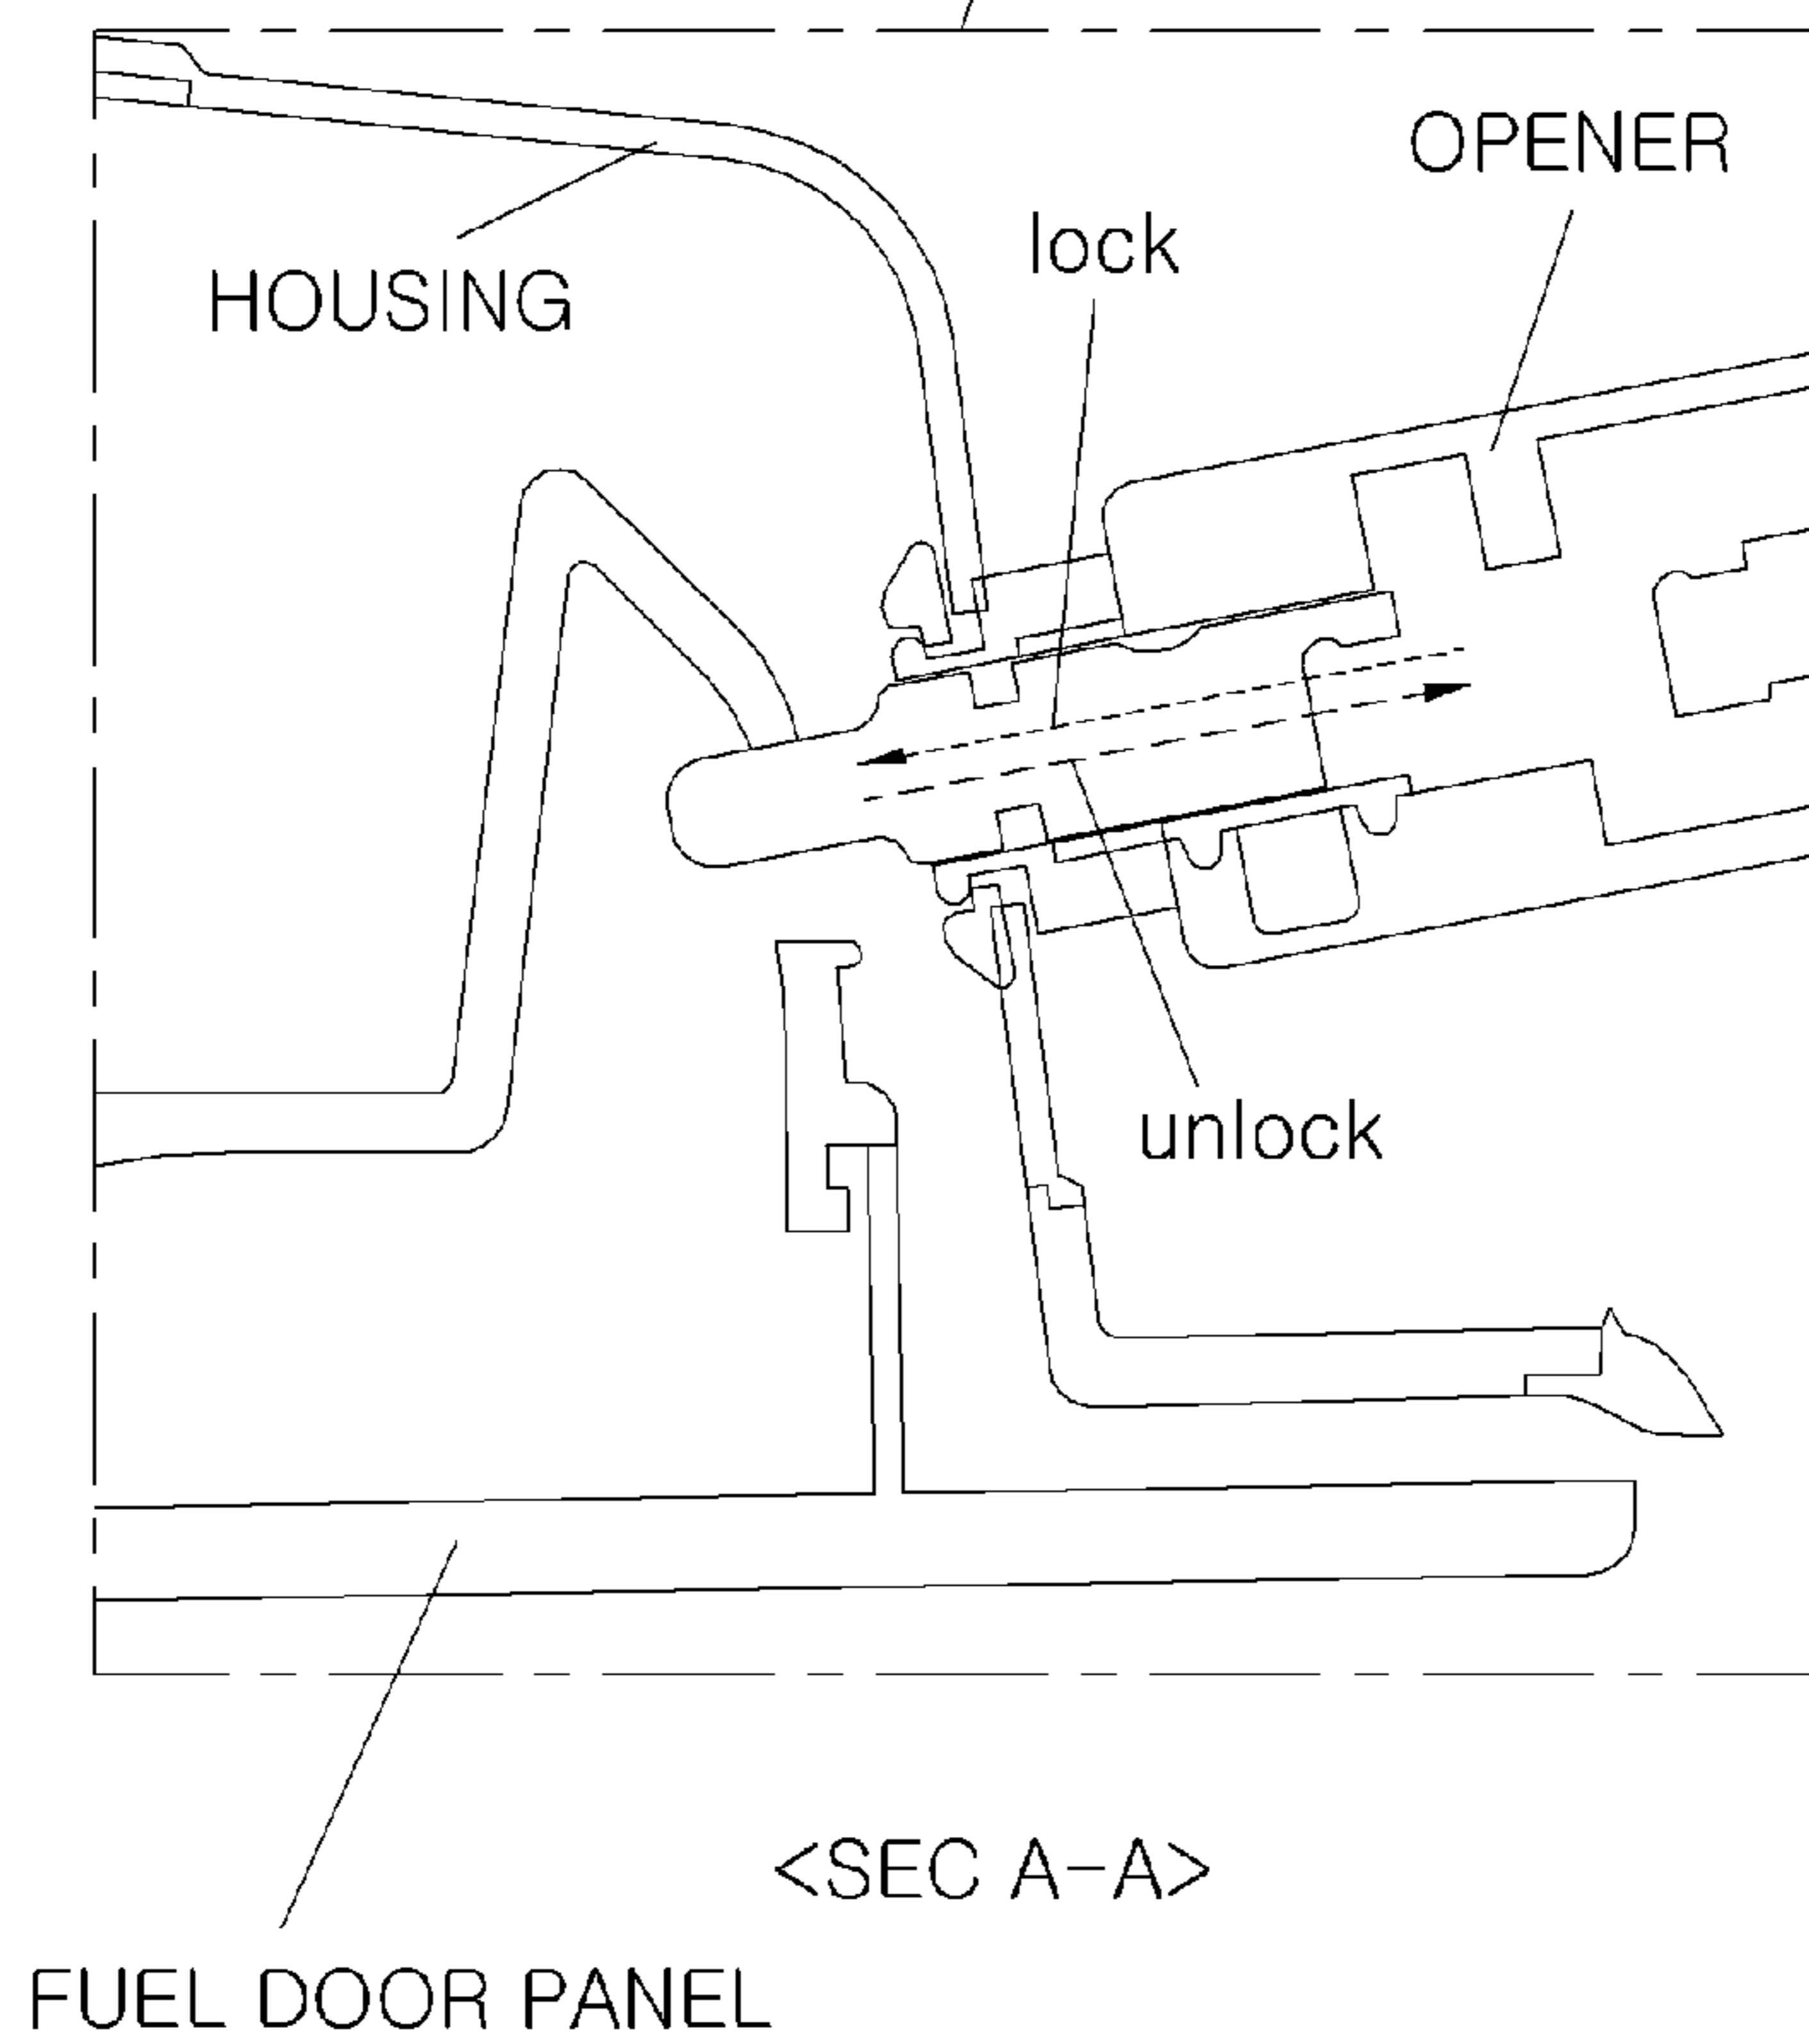 OPENER
lock
HOUSING
unlock
<SEC A-A>
FUEL DOOR PANEL